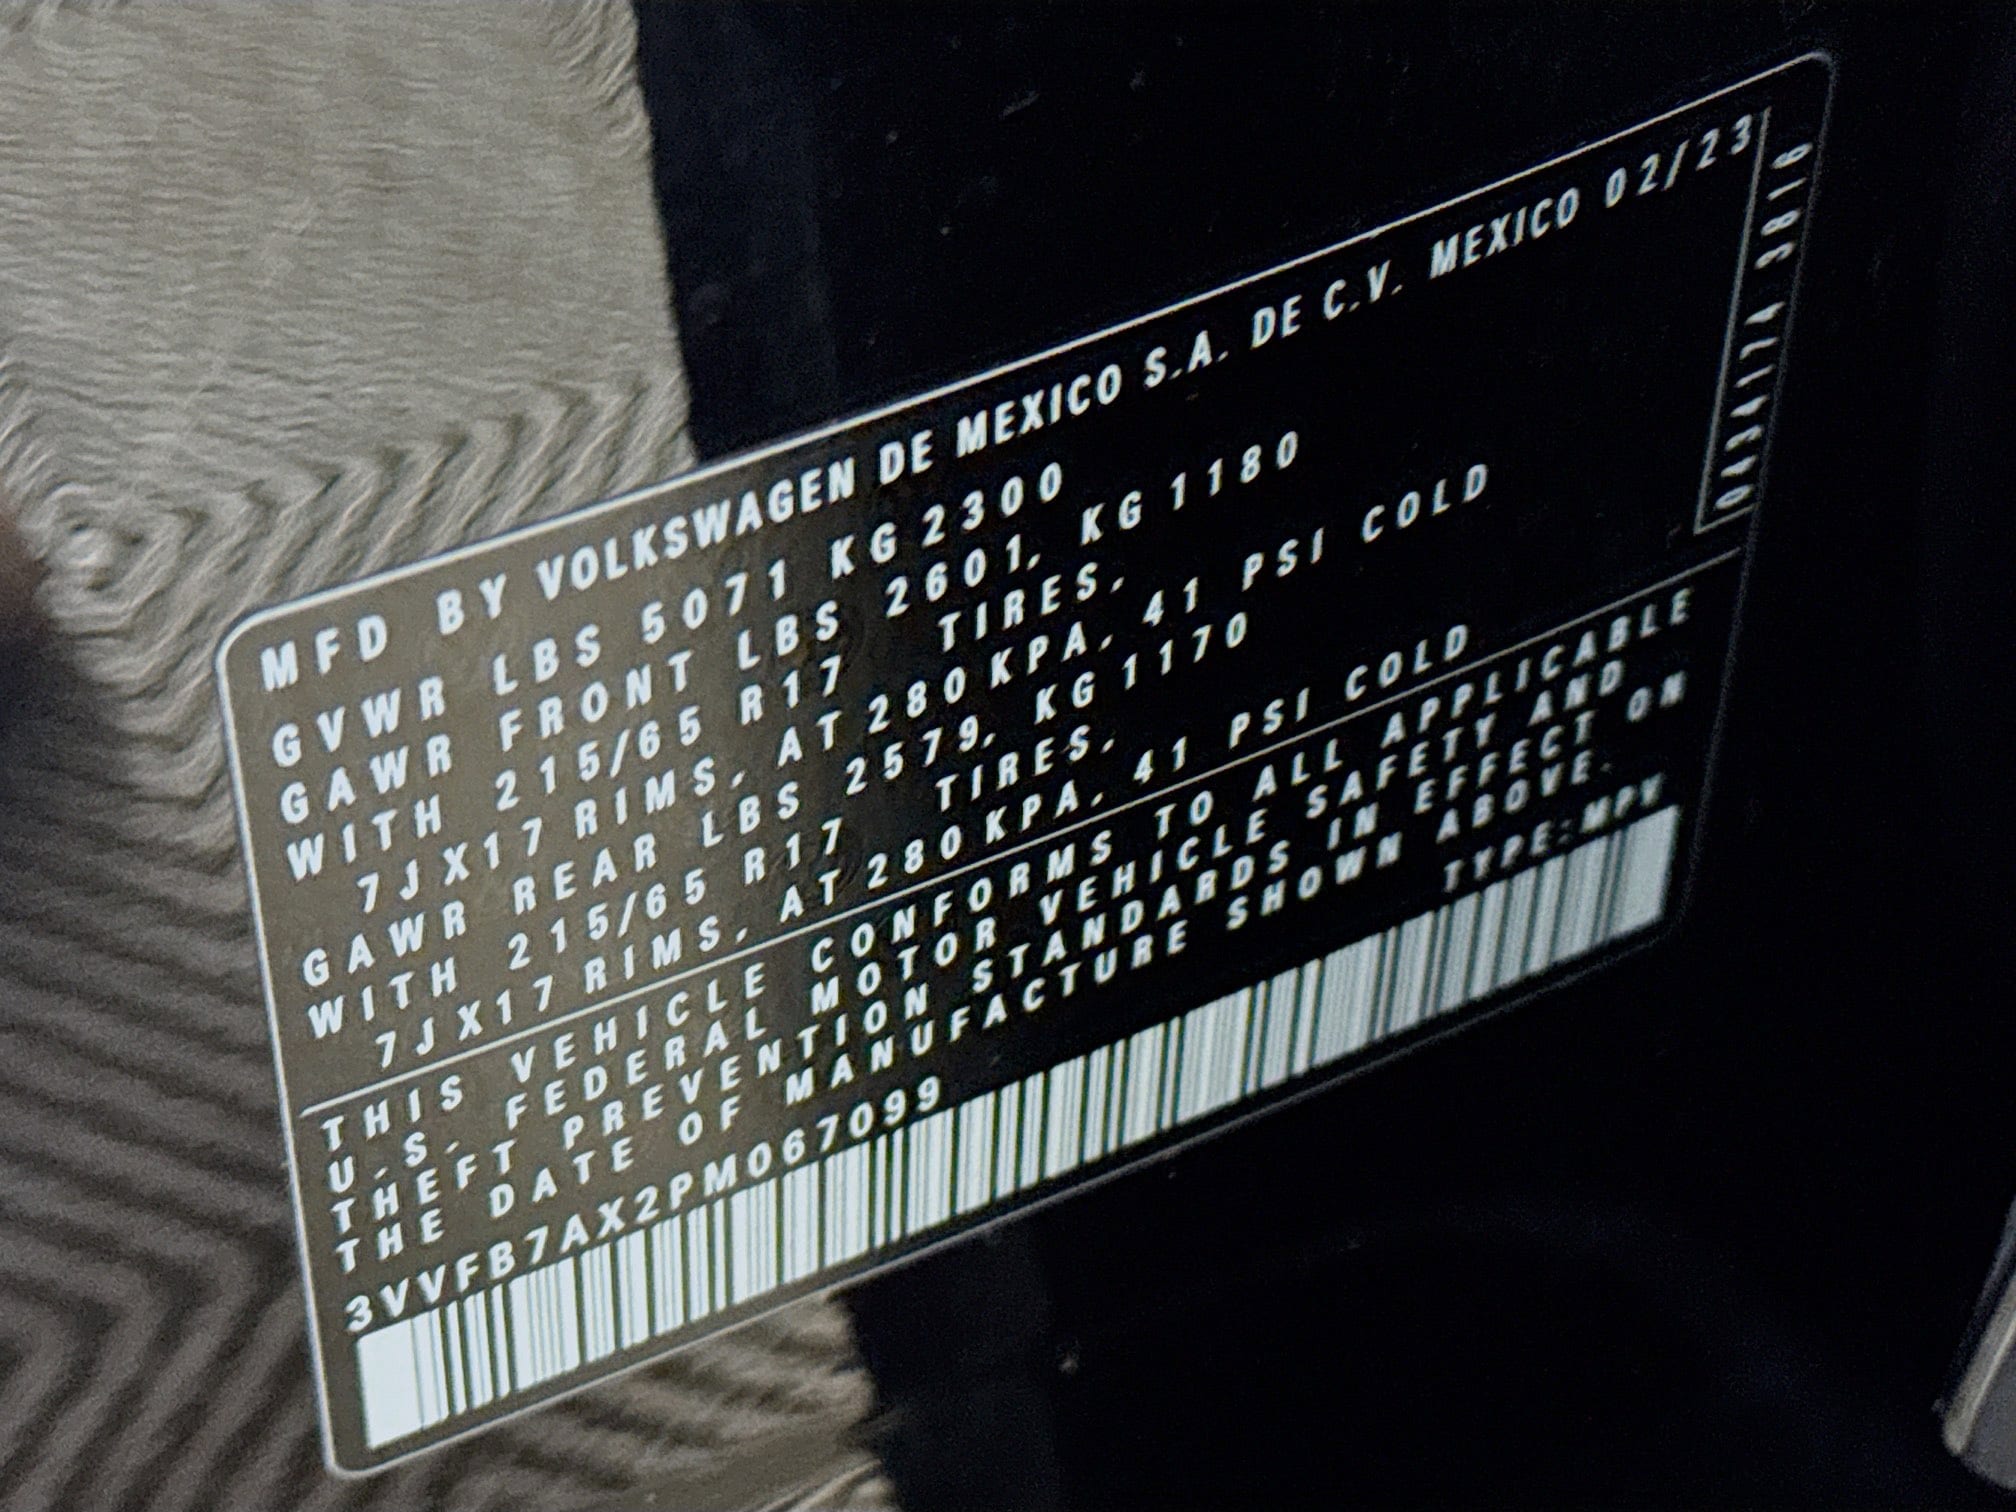 MFD BY VOLKSWAGEN DE MEXICO S.A. DE C.V. MEXICO 02/23
GVWR LBS 5071 KG 2300
GAWR FRONT LBS 2601, KG 1180
WITH 215/65 R17 TIRES,
7JX17 RIMS, AT 280 KPA, 41 PSI COLD
GAWR REAR LBS 2579, KG 1170
WITH 215/65 R17 TIRES,
7JX17 RIMS, AT 280 KPA, 41 PSI COLD
0434174 3816
THIS VEHICLE CONFORMS TO ALL APPLICABLE
U.S. FEDERAL MOTOR VEHICLE SAFETY AND
THEFT PREVENTION STANDARDS IN EFFECT ON
THE DATE OF MANUFACTURE SHOWN ABOVE.
3VVFB7AX2PM067099 TYPE:MPV